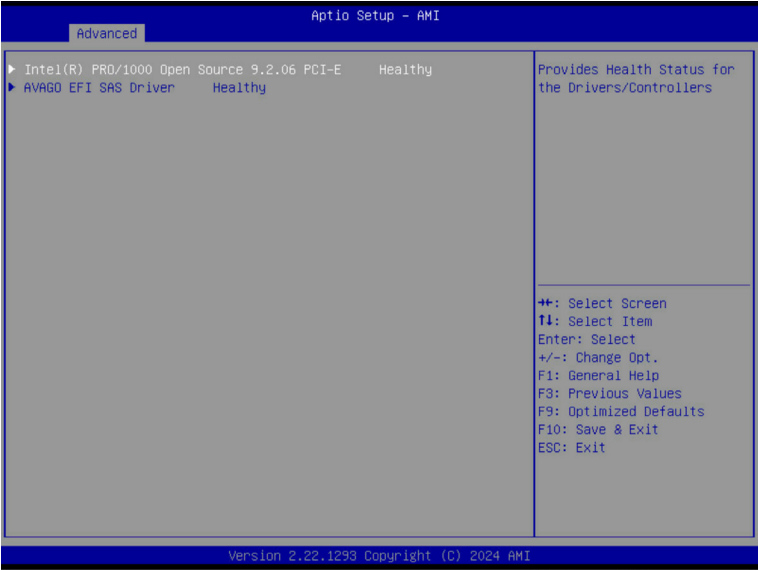 Aptio Setup – AMI
Advanced
▶ Intel(R) PRO/1000 Open Source 9.2.06 PCI-E Healthy
▶ AVAGO EFI SAS Driver Healthy
Provides Health Status for
the Drivers/Controllers
→←: Select Screen
↑↓: Select Item
Enter: Select
+/-: Change Opt.
F1: General Help
F3: Previous Values
F9: Optimized Defaults
F10: Save & Exit
ESC: Exit
Version 2.22.1293 Copyright (C) 2024 AMI